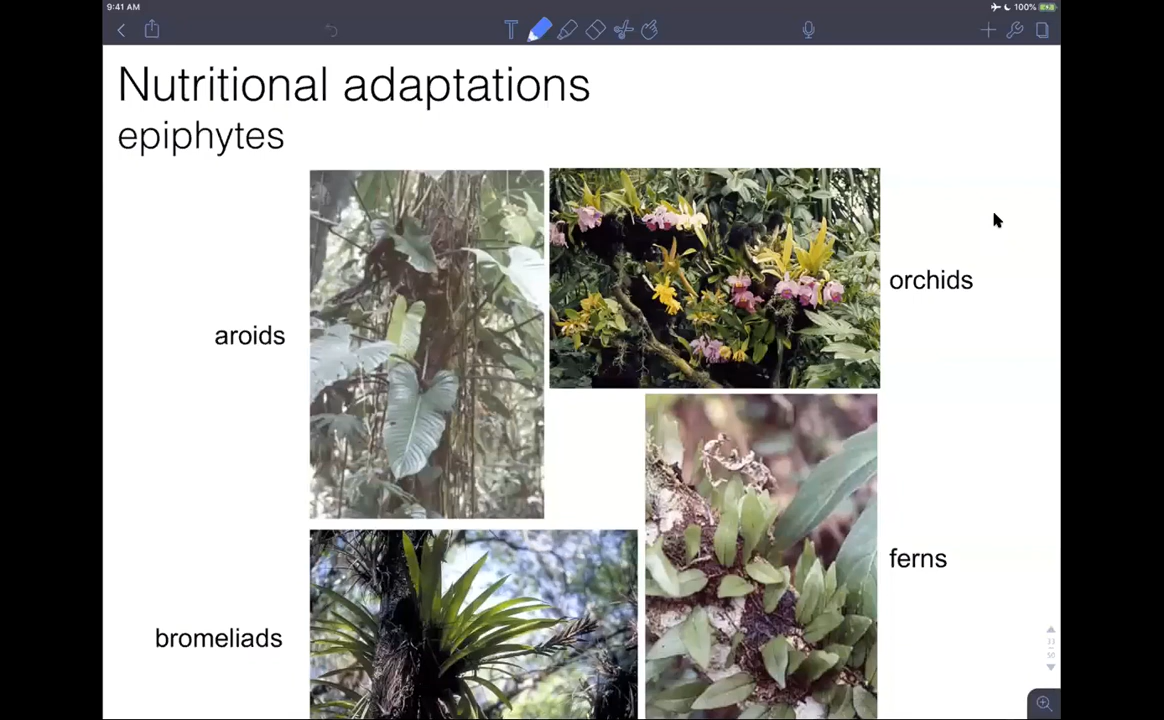 9:41 AM
100%
T
Nutritional adaptations
epiphytes
orchids
aroids
ferns
bromeliads